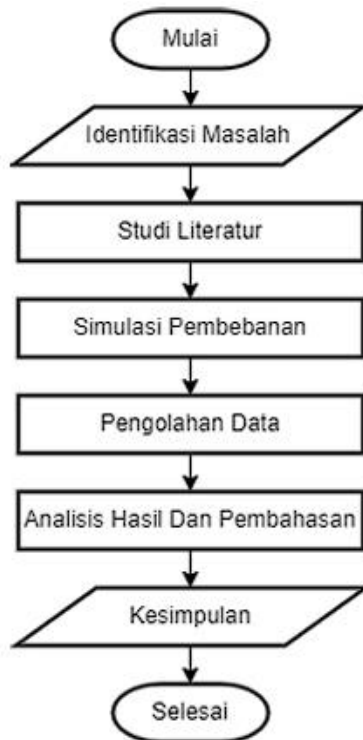 Mulai
Identifikasi Masalah
Studi Literatur
Simulasi Pembebanan
Pengolahan Data
Analisis Hasil Dan Pembahasan
Kesimpulan
Selesai